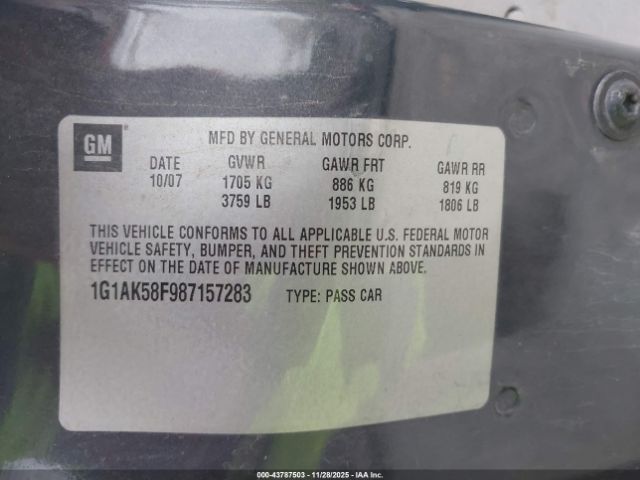 GM
MFD BY GENERAL MOTORS CORP.
DATE GVWR GAWR FRT GAWR RR
10/07 1705 KG 886 KG 819 KG
3759 LB 1953 LB 1806 LB
THIS VEHICLE CONFORMS TO ALL APPLICABLE U.S. FEDERAL MOTOR
VEHICLE SAFETY, BUMPER, AND THEFT PREVENTION STANDARDS IN
EFFECT ON THE DATE OF MANUFACTURE SHOWN ABOVE.
1G1AK58F987157283 TYPE: PASS CAR
© - 43787503 - 11/28/2025 - IAA Inc.